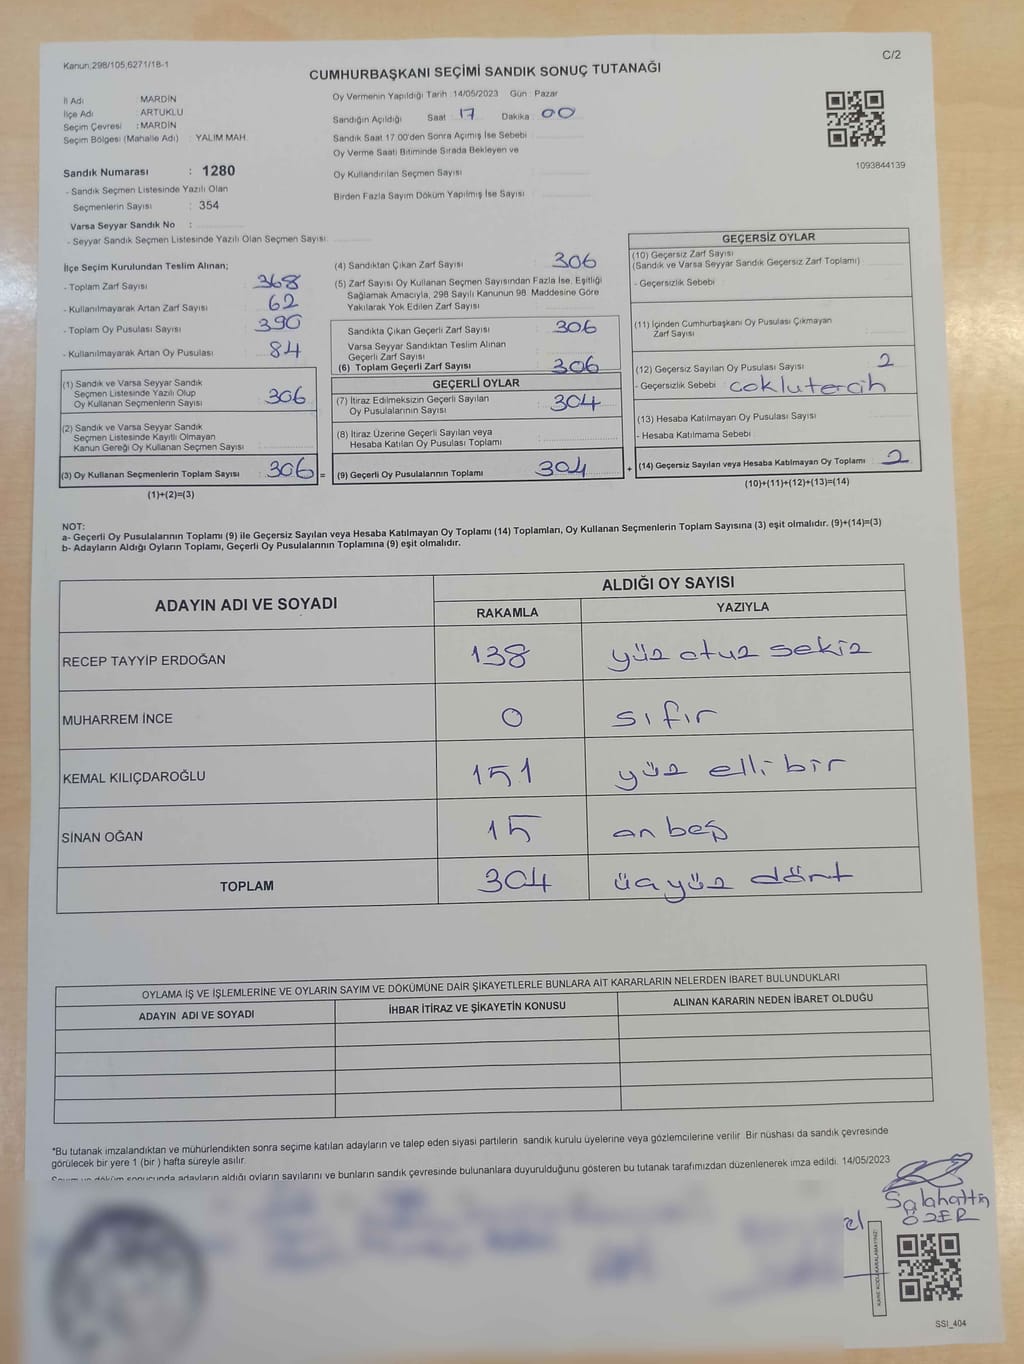 Kanun,298/105,6271/18-1
C/2
CUMHURBAŞKANI SEÇİMİ SANDIK SONUÇ TUTANAĞI
İl Adı MARDİN
İlçe Adı : ARTUKLU
Seçim Çevresi : MARDİN
Seçim Bölgesi (Mahalle Adı) : YALIM MAH.
Sandık Numarası : 1280
- Sandık Seçmen Listesinde Yazılı Olan
Seçmenlerin Sayısı : 354
Varsa Seyyar Sandık No :
- Seyyar Sandık Seçmen Listesinde Yazılı Olan Seçmen Sayısı:
Oy Vermenin Yapıldığı Tarih : 14/05/2023 Gün : Pazar
Sandığın Açıldığı Saat 17 Dakika 00
Sandık Saat 17:00'den Sonra Açılmış İse Sebebi
Oy Verme Saati Bitiminde Sırada Bekleyen ve
Oy Kullandırılan Seçmen Sayısı
Birden Fazla Sayım Döküm Yapılmış İse Sayısı
1093844139
İlçe Seçim Kurulundan Teslim Alınan;
- Toplam Zarf Sayısı : 368
- Kullanılmayarak Artan Zarf Sayısı : 62
- Toplam Oy Pusulası Sayısı : 390
- Kullanılmayarak Artan Oy Pusulası : 84
(1) Sandık ve Varsa Seyyar Sandık
Seçmen Listesinde Yazılı Olup
Oy Kullanan Seçmenlerin Sayısı : 306
(2) Sandık ve Varsa Seyyar Sandık
Seçmen Listesinde Kayıtlı Olmayan
Kanun Gereği Oy Kullanan Seçmen Sayısı :
(3) Oy Kullanan Seçmenlerin Toplam Sayısı : 306 =
(1)+(2)=(3)
(4) Sandıktan Çıkan Zarf Sayısı : 306
(5) Zarf Sayısı Oy Kullanan Seçmen Sayısından Fazla İse, Eşitliği
Sağlamak Amacıyla, 298 Sayılı Kanunun 98. Maddesine Göre
Yakılarak Yok Edilen Zarf Sayısı :
Sandıkta Çıkan Geçerli Zarf Sayısı : 306
Varsa Seyyar Sandıktan Teslim Alınan
Geçerli Zarf Sayısı :
(6) Toplam Geçerli Zarf Sayısı : 306
GEÇERLİ OYLAR
(7) İtiraz Edilmeksizin Geçerli Sayılan
Oy Pusulalarının Sayısı : 304
(8) İtiraz Üzerine Geçerli Sayılan veya
Hesaba Katılan Oy Pusulası Toplamı :
(9) Geçerli Oy Pusulalarının Toplamı : 304 +
GEÇERSİZ OYLAR
(10) Geçersiz Zarf Sayısı
(Sandık ve Varsa Seyyar Sandık Geçersiz Zarf Toplamı)
- Geçersizlik Sebebi :
(11) İçinden Cumhurbaşkanı Oy Pusulası Çıkmayan
Zarf Sayısı :
(12) Geçersiz Sayılan Oy Pusulası Sayısı : 2
- Geçersizlik Sebebi : coklutercih
(13) Hesaba Katılmayan Oy Pusulası Sayısı :
- Hesaba Katılmama Sebebi :
(14) Geçersiz Sayılan veya Hesaba Katılmayan Oy Toplamı : 2
(10)+(11)+(12)+(13)=(14)
NOT:
a- Geçerli Oy Pusulalarının Toplamı (9) ile Geçersiz Sayılan veya Hesaba Katılmayan Oy Toplamı (14) Toplamları, Oy Kullanan Seçmenlerin Toplam Sayısına (3) eşit olmalıdır. (9)+(14)=(3)
b- Adayların Aldığı Oyların Toplamı, Geçerli Oy Pusulalarının Toplamına (9) eşit olmalıdır.
ADAYIN ADI VE SOYADI ALDIĞI OY SAYISI
RAKAMLA YAZIYLA
RECEP TAYYİP ERDOĞAN 138 yüz otuz sekiz
MUHARREM İNCE 0 sıfır
KEMAL KILIÇDAROĞLU 151 yüz elli bir
SİNAN OĞAN 15 on beş
TOPLAM 304 üç yüz dört
OYLAMA İŞ VE İŞLEMLERİNE VE OYLARIN SAYIM VE DÖKÜMÜNE DAİR ŞİKAYETLERLE BUNLARA AİT KARARLARIN NELERDEN İBARET BULUNDUKLARI
ADAYIN ADI VE SOYADI İHBAR İTİRAZ VE ŞİKAYETİN KONUSU ALINAN KARARIN NEDEN İBARET OLDUĞU
*Bu tutanak imzalandıktan ve mühürlendikten sonra seçime katılan adayların ve talep eden siyasi partilerin sandık kurulu üyelerine veya gözlemcilerine verilir. Bir nüshası da sandık çevresinde
görülecek bir yere 1 (bir ) hafta süreyle asılır.
Sayım ve döküm sonucunda adayların aldığı oyların sayılarını ve bunların sandık çevresinde bulunanlara duyurulduğunu gösteren bu tutanak tarafımızdan düzenlenerek imza edildi. 14/05/2023
Salahattin
ÖZER
SSİ_404